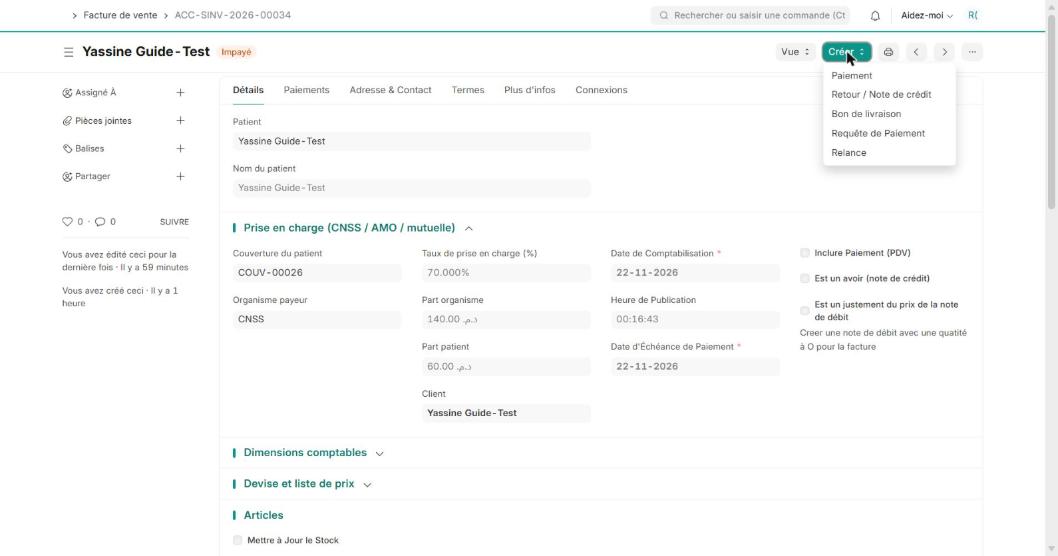 Facture de vente
ACC-SINV-2026-00034
Rechercher ou saisir une commande (Ct
Aidez-moi
R(
Yassine Guide-Test
Impayé
Vue
Créer
Paiement
Retour / Note de crédit
Bon de livraison
Requête de Paiement
Relance
Assigné À
Pièces jointes
Balises
Partager
0 · 0
SUIVRE
Vous avez édité ceci pour la
dernière fois · Il y a 59 minutes
Vous avez créé ceci · Il y a 1
heure
Détails
Paiements
Adresse & Contact
Termes
Plus d'infos
Connexions
Patient
Yassine Guide-Test
Nom du patient
Yassine Guide-Test
Prise en charge (CNSS / AMO / mutuelle)
Couverture du patient
COUV-00026
Organisme payeur
CNSS
Taux de prise en charge (%)
70.000%
Part organisme
140.00 د.م.
Part patient
60.00 د.م.
Client
Yassine Guide-Test
Date de Comptabilisation *
22-11-2026
Heure de Publication
00:16:43
Date d'Échéance de Paiement *
22-11-2026
Inclure Paiement (PDV)
Est un avoir (note de crédit)
Est un justement du prix de la note
de débit
Creer une note de débit avec une quatité
à O pour la facture
Dimensions comptables
Devise et liste de prix
Articles
Mettre à Jour le Stock